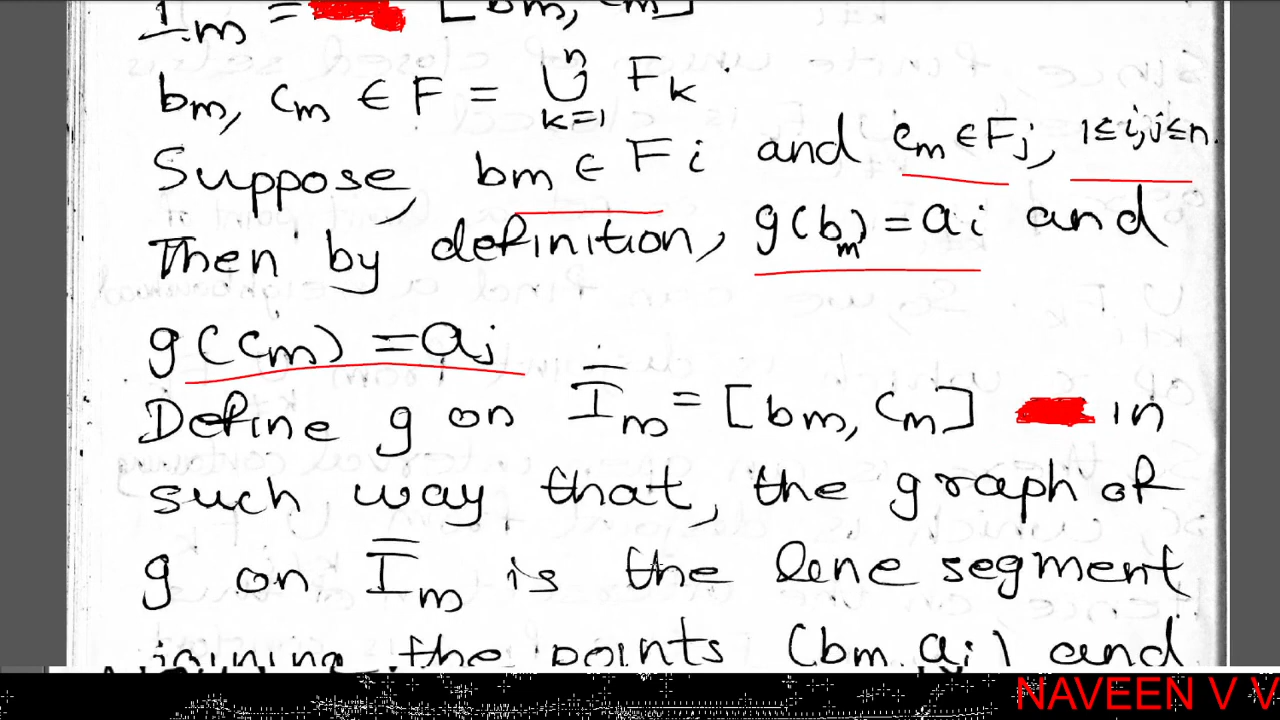 I̅m = [bm, cm]
bm, cm ∈ F = ⋃ₖ₌₁ⁿ Fk.
Suppose, bm ∈ Fi and cm ∈ Fj, 1≤i,j≤n.
Then by definition, g(bm) = ai and
g(cm) = aj
Define g on I̅m = [bm, cm] in
such way that, the graph of
g on I̅m is the line segment
joining the points (bm, ai) and
NAVEEN V V